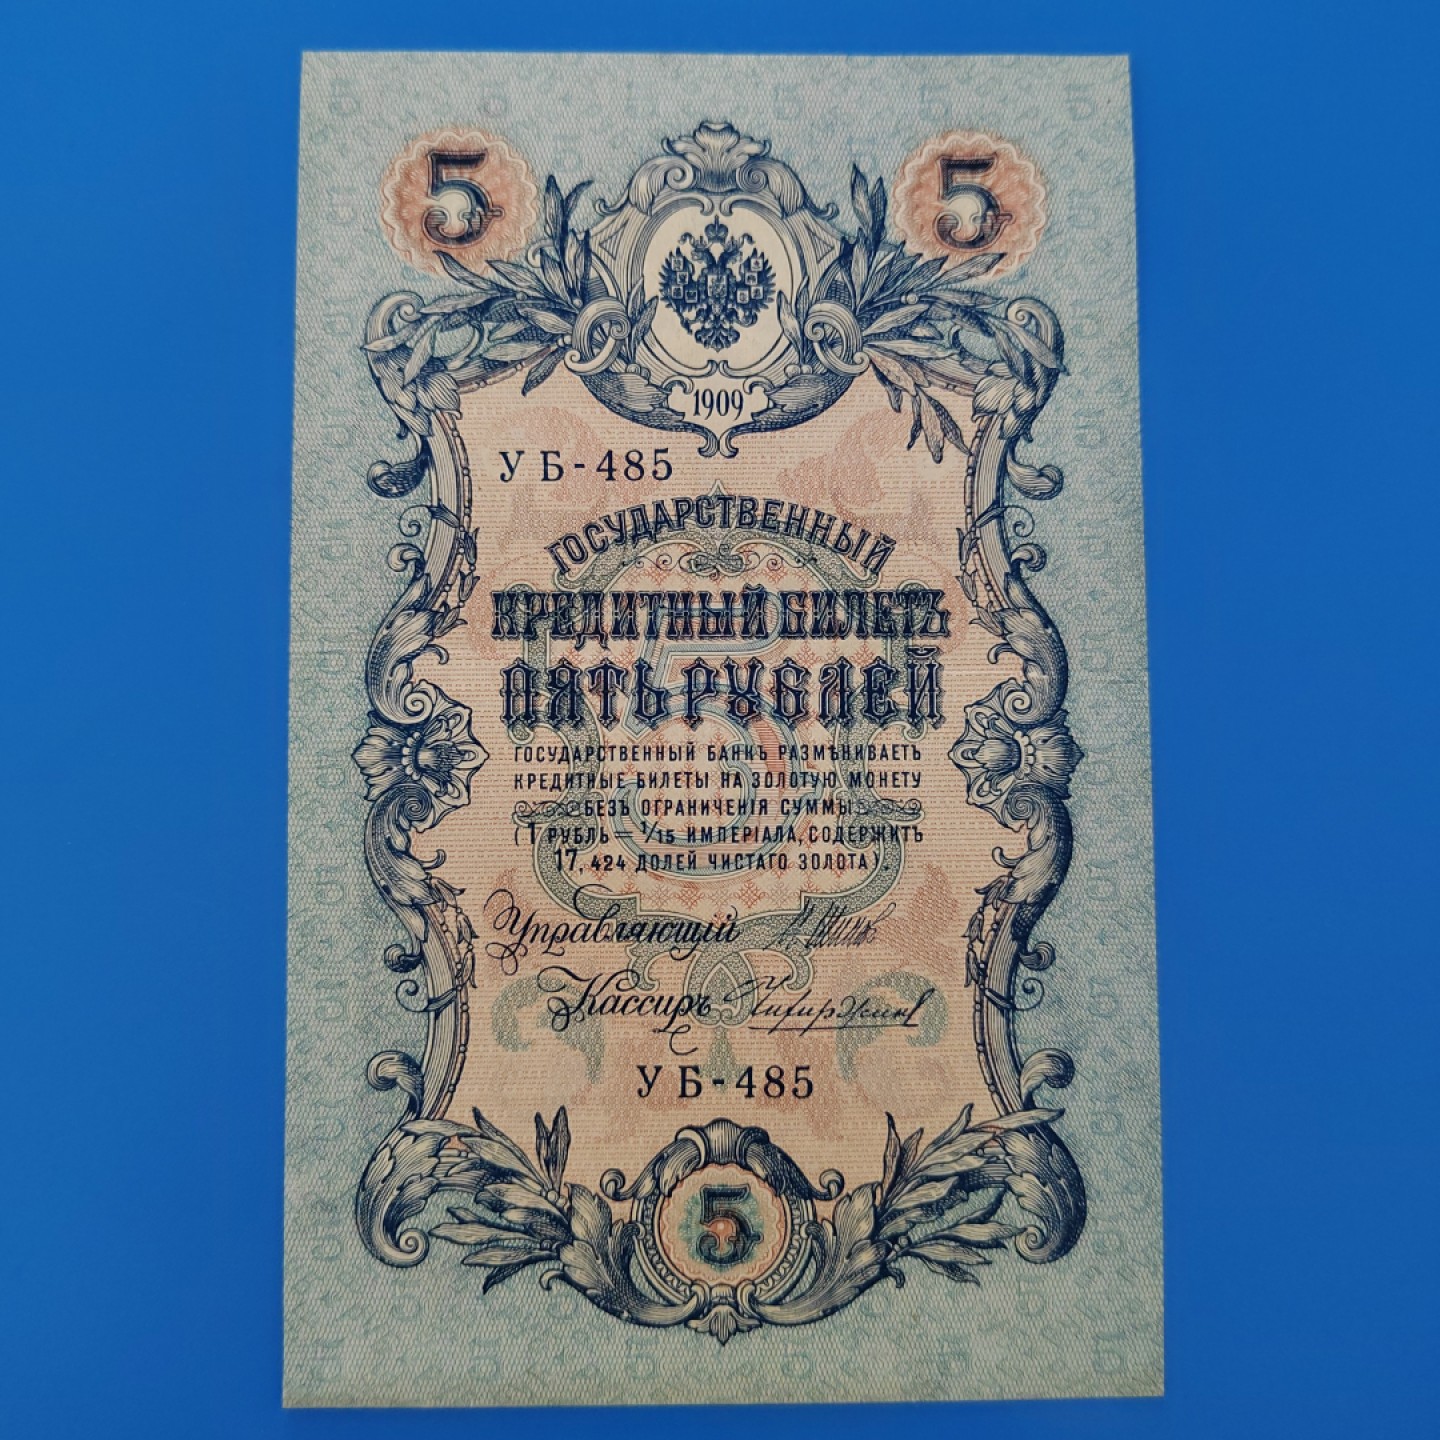 5 5
1909
УБ-485
ГОСУДАРСТВЕННЫЙ
КРЕДИТНЫЙ БИЛЕТЪ
ПЯТЬ РУБЛЕЙ
ГОСУДАРСТВЕННЫЙ БАНКЪ РАЗМѢНИВАЕТЪ
КРЕДИТНЫЕ БИЛЕТЫ НА ЗОЛОТУЮ МОНЕТУ
БЕЗЪ ОГРАНИЧЕНІЯ СУММЫ
(1 РУБЛЬ = 1/15 ИМПЕРІАЛА, СОДЕРЖИТЪ
17,424 ДОЛЕЙ ЧИСТАГО ЗОЛОТА).
Управляющій
Кассиръ
УБ-485
5